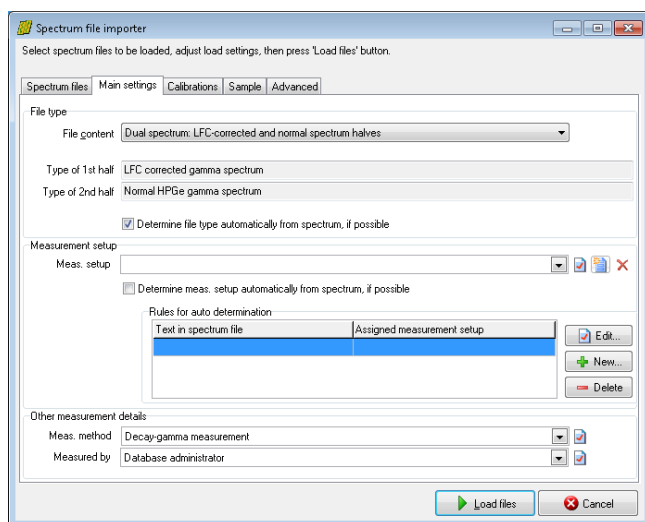 Spectrum file importer
Select spectrum files to be loaded, adjust load settings, then press 'Load files' button.
Spectrum files Main settings Calibrations Sample Advanced
File type
File content Dual spectrum: LFC-corrected and normal spectrum halves
Type of 1st half LFC corrected gamma spectrum
Type of 2nd half Normal HPGe gamma spectrum
Determine file type automatically from spectrum, if possible
Measurement setup
Meas. setup
Determine meas. setup automatically from spectrum, if possible
Rules for auto determination
Text in spectrum file Assigned measurement setup
Edit...
New...
Delete
Other measurement details
Meas. method Decay-gamma measurement
Measured by Database administrator
Load files Cancel